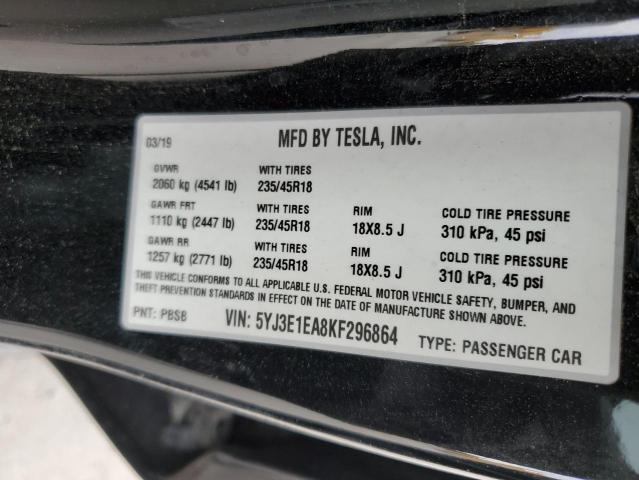 03/19 MFD BY TESLA, INC.
GVWR WITH TIRES
2060 kg (4541 lb) 235/45R18
GAWR FRT WITH TIRES RIM COLD TIRE PRESSURE
1110 kg (2447 lb) 235/45R18 18X8.5 J 310 kPa, 45 psi
GAWR RR WITH TIRES RIM COLD TIRE PRESSURE
1257 kg (2771 lb) 235/45R18 18X8.5 J 310 kPa, 45 psi
THIS VEHICLE CONFORMS TO ALL APPLICABLE U.S. FEDERAL MOTOR VEHICLE SAFETY, BUMPER, AND
THEFT PREVENTION STANDARDS IN EFFECT ON THE DATE OF MANUFACTURE SHOWN ABOVE.
PNT: PBSB VIN: 5YJ3E1EA8KF296864 TYPE: PASSENGER CAR